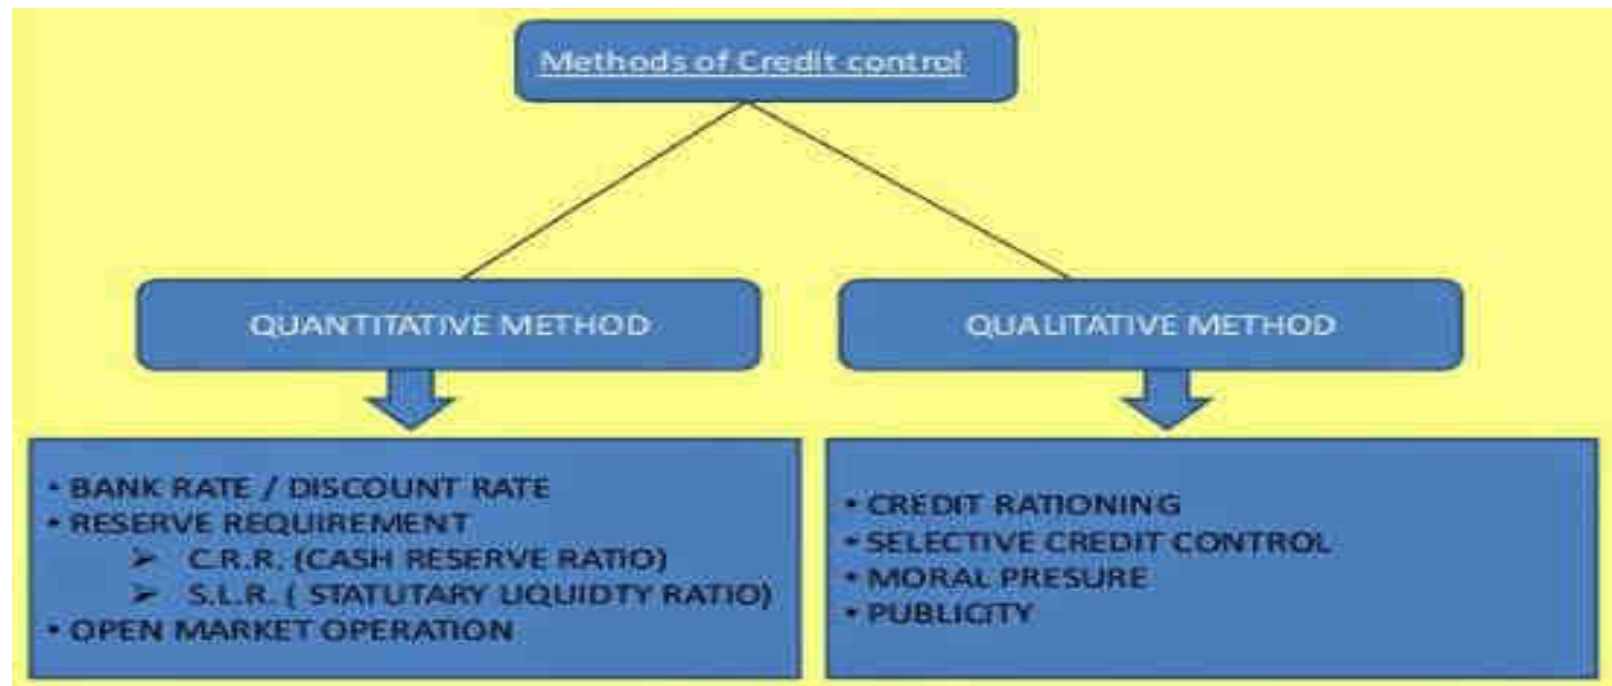 Methods of Credit control
QUANTITATIVE METHOD
QUALITATIVE METHOD
• BANK RATE / DISCOUNT RATE
• RESERVE REQUIREMENT
➤ C.R.R. (CASH RESERVE RATIO)
➤ S.L.R. ( STATUTARY LIQUIDTY RATIO)
• OPEN MARKET OPERATION
• CREDIT RATIONING
• SELECTIVE CREDIT CONTROL
• MORAL PRESURE
• PUBLICITY